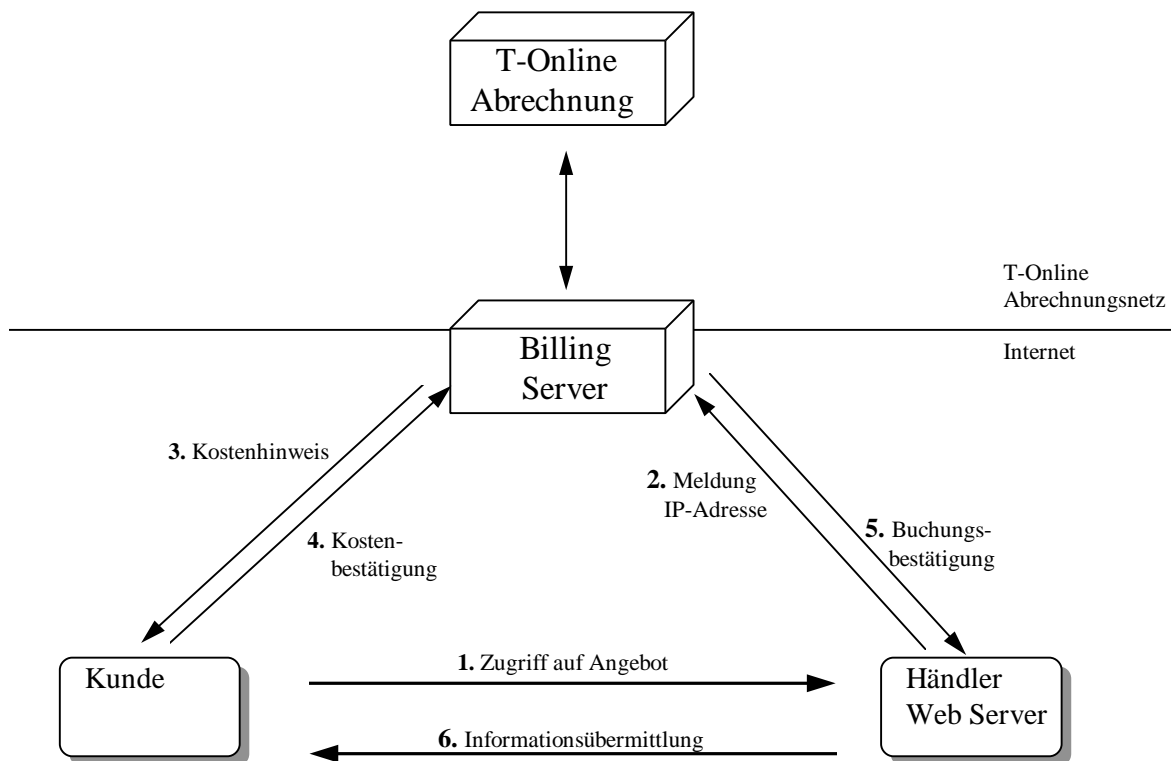 T-Online
Abrechnung
T-Online
Abrechnungsnetz
Billing
Server
Internet
3. Kostenhinweis
2. Meldung
IP-Adresse
4. Kosten-
bestätigung
5. Buchungs-
bestätigung
Kunde
1. Zugriff auf Angebot
Händler
Web Server
6. Informationsübermittlung